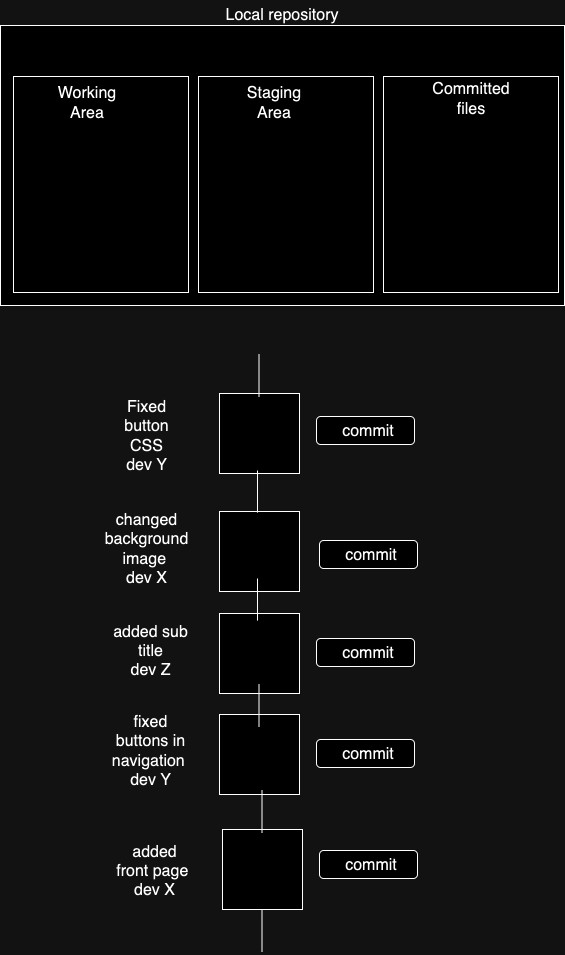 Local repository
Working
Area
Staging
Area
Committed
files
Fixed
button
CSS
dev Y
commit
changed
background
image
dev X
commit
added sub
title
dev Z
commit
fixed
buttons in
navigation
dev Y
commit
added
front page
dev X
commit